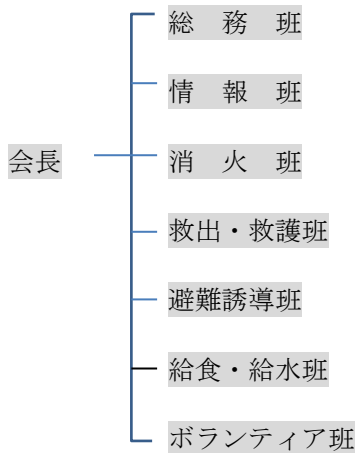 総　務　班
情　報　班
会長
消　火　班
救出・救護班
避難誘導班
給食・給水班
ボランティア班